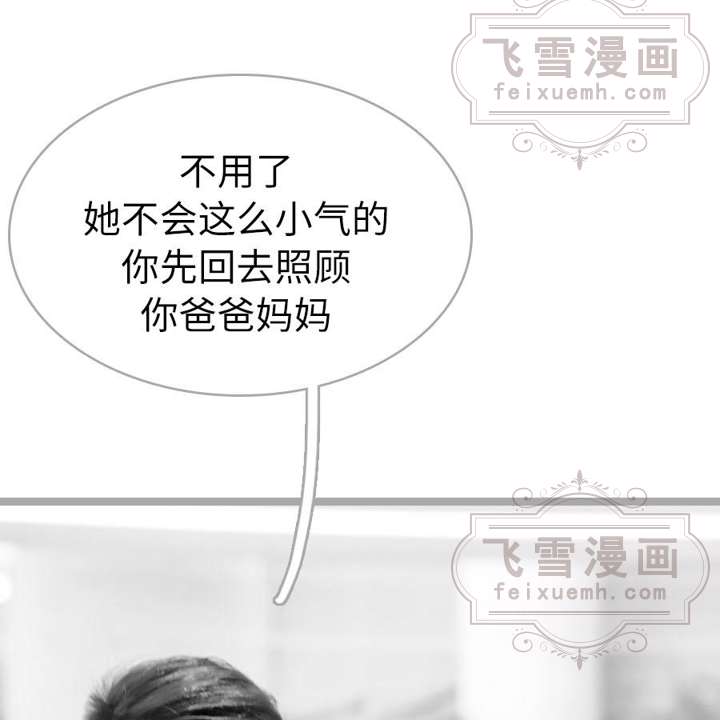 飞雪漫画
feixuemh.com
不用了
她不会这么小气的
你先回去照顾
你爸爸妈妈
飞雪漫画
feixuemh.com